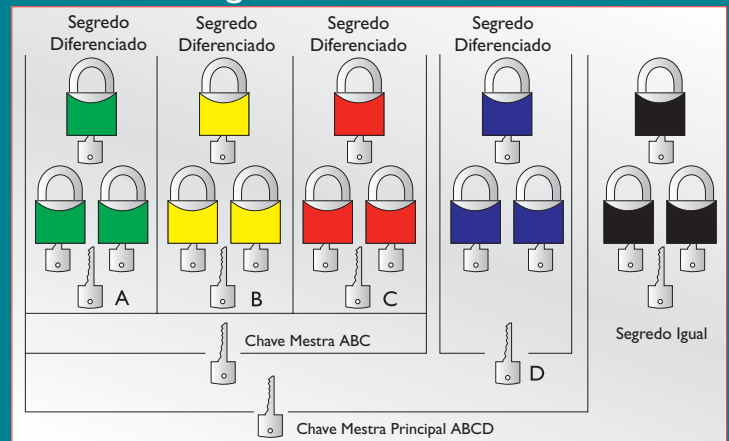 Segredo
Diferenciado
Segredo
Diferenciado
Segredo
Diferenciado
Segredo
Diferenciado
A
B
C
Segredo Igual
Chave Mestra ABC
D
Chave Mestra Principal ABCD